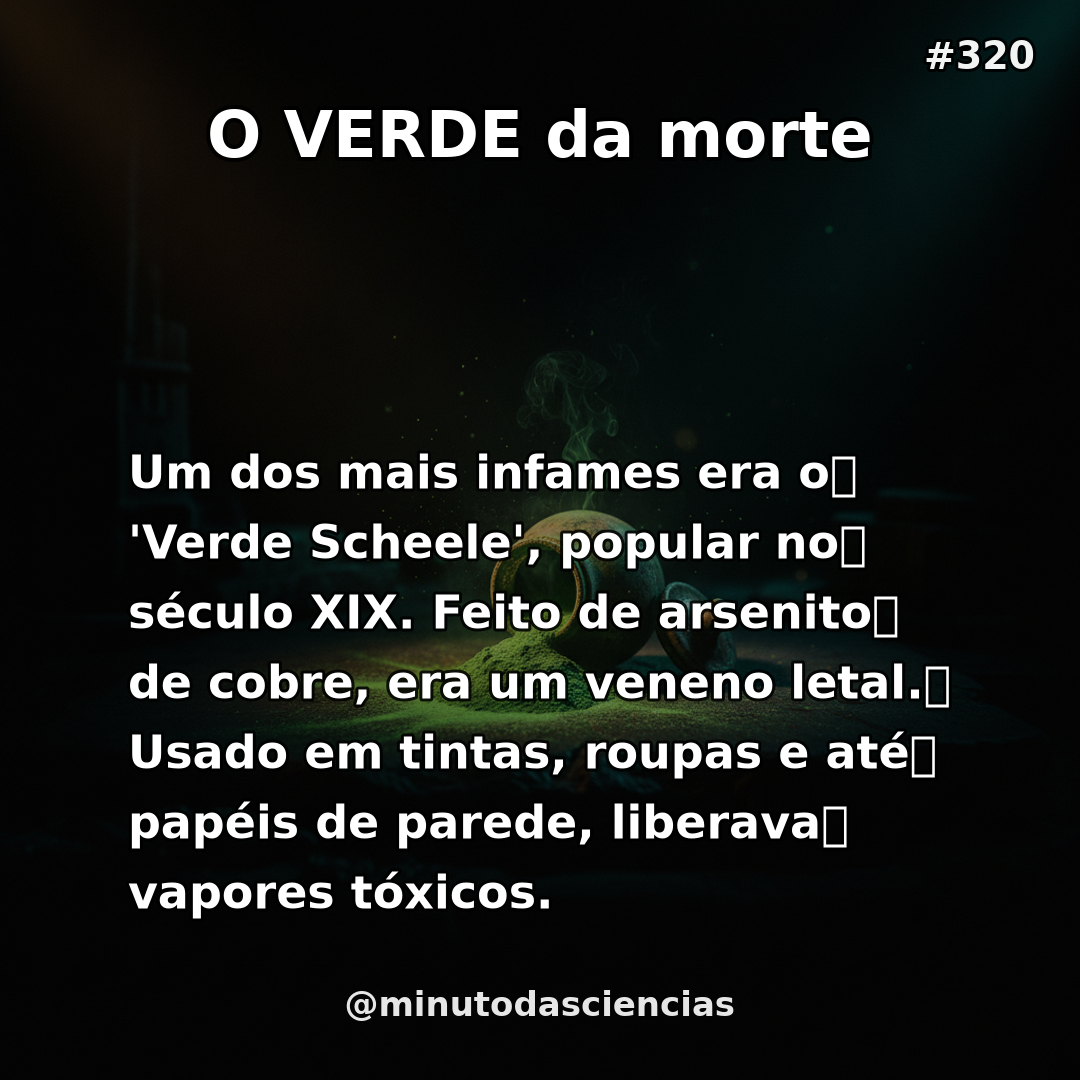 #320
O VERDE da morte
Um dos mais infames era o▯
'Verde Scheele', popular no▯
século XIX. Feito de arsenito▯
de cobre, era um veneno letal.▯
Usado em tintas, roupas e até▯
papéis de parede, liberava▯
vapores tóxicos.
@minutodasciencias